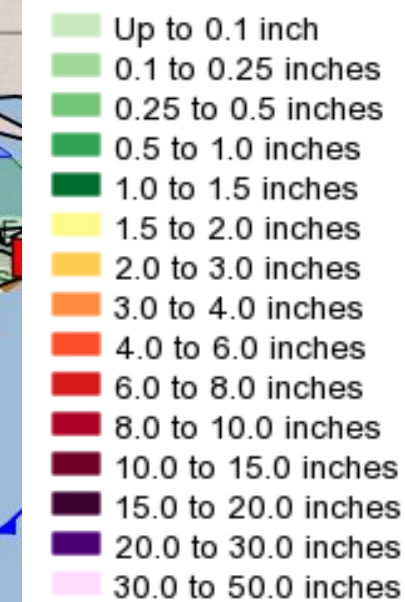 Up to 0.1 inch
0.1 to 0.25 inches
0.25 to 0.5 inches
0.5 to 1.0 inches
1.0 to 1.5 inches
1.5 to 2.0 inches
2.0 to 3.0 inches
3.0 to 4.0 inches
4.0 to 6.0 inches
6.0 to 8.0 inches
8.0 to 10.0 inches
10.0 to 15.0 inches
15.0 to 20.0 inches
20.0 to 30.0 inches
30.0 to 50.0 inches